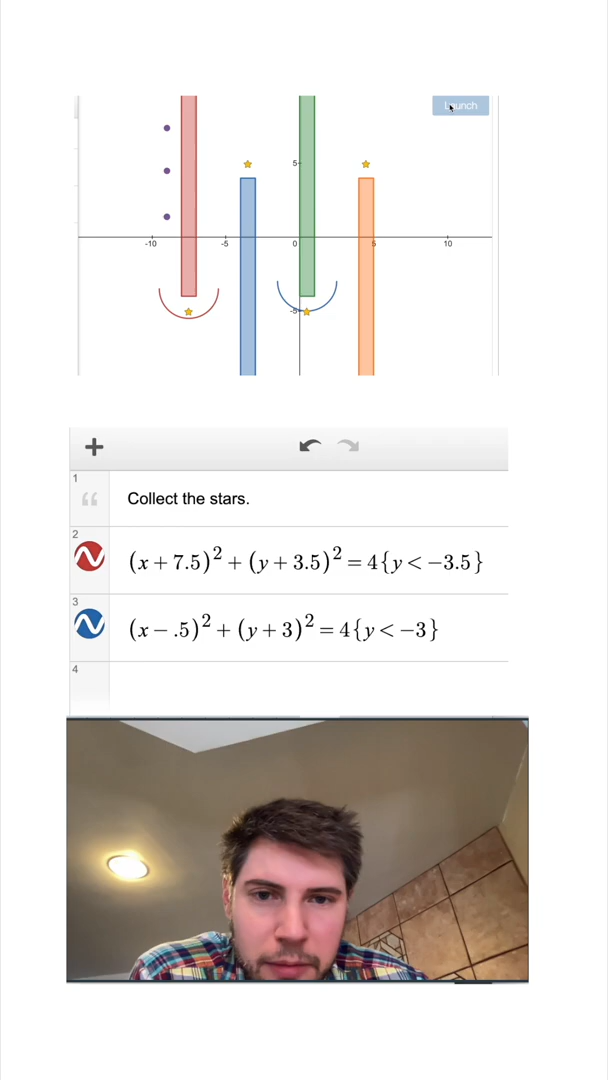 Launch
5
-10
-5
0
5
10
-5
1
Collect the stars.
2
(x + 7.5)² + (y + 3.5)² = 4{y < −3.5}
3
(x − .5)² + (y + 3)² = 4{y < −3}
4